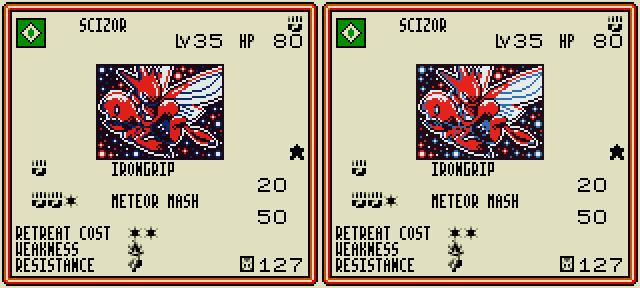 SCIZOR
Lv35 HP 80
IRONGRIP
20
METEOR MASH
50
RETREAT COST
WEAKNESS
RESISTANCE
127
SCIZOR
Lv35 HP 80
IRONGRIP
20
METEOR MASH
50
RETREAT COST
WEAKNESS
RESISTANCE
127